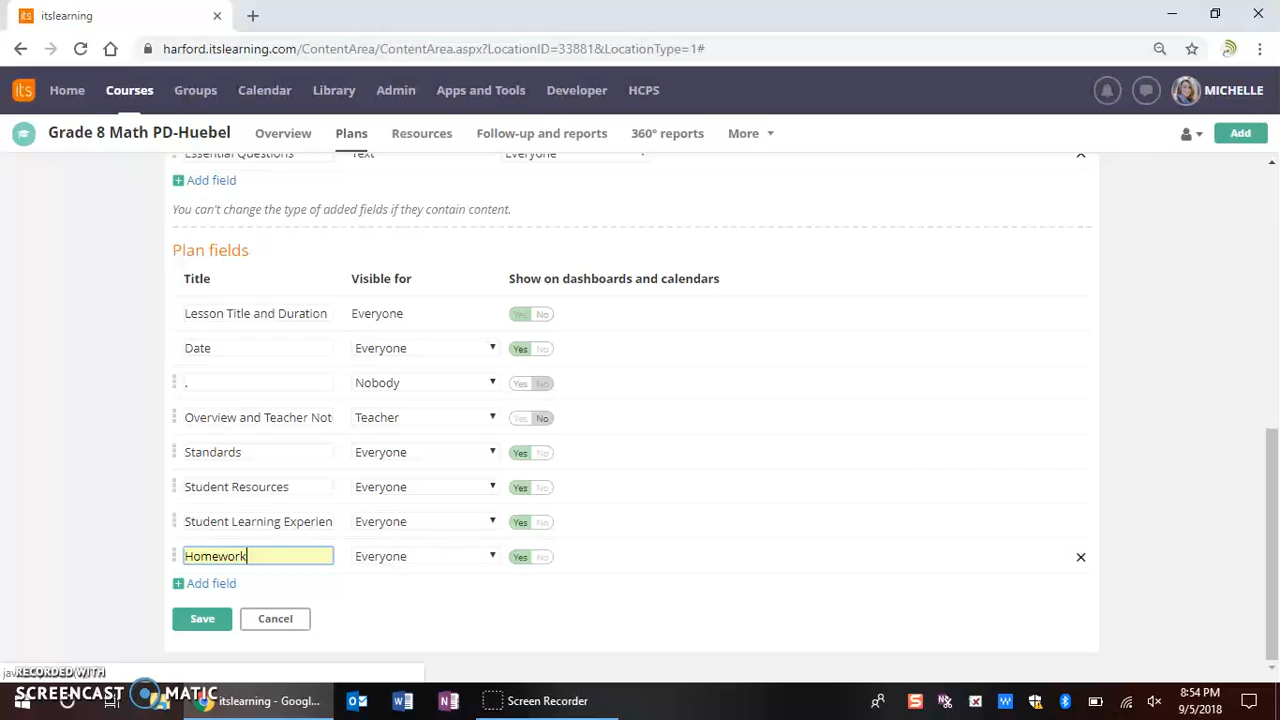 itslearning
harford.itslearning.com/ContentArea/ContentArea.aspx?LocationID=33881&LocationType=1#
its Home Courses Groups Calendar Library Admin Apps and Tools Developer HCPS MICHELLE
Grade 8 Math PD-Huebel Overview Plans Resources Follow-up and reports 360° reports More Add
Essential Questions Text Everyone
Add field
You can't change the type of added fields if they contain content.
Plan fields
Title Visible for Show on dashboards and calendars
Lesson Title and Duration Everyone Yes No
Date Everyone Yes No
, Nobody Yes No
Overview and Teacher Not Teacher Yes No
Standards Everyone Yes No
Student Resources Everyone Yes No
Student Learning Experien Everyone Yes No
Homework Everyone Yes No
Add field
Save Cancel
RECORDED WITH
SCREENCAST MATIC
itslearning - Googl...
Screen Recorder
8:54 PM
9/5/2018